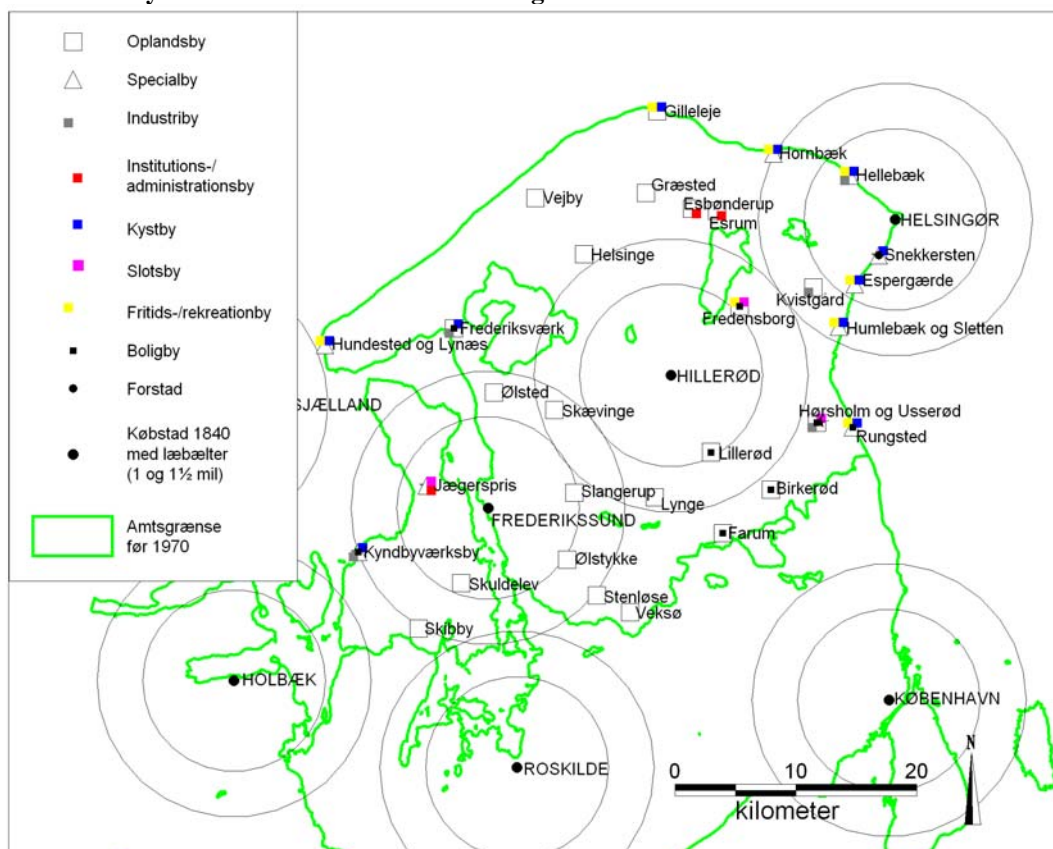 Oplandsby
Specialby
Industriby
Institutions-/
administrationsby
Kystby
Slotsby
Fritids-/rekreationby
Boligby
Forstad
Købstad 1840
med læbælter
(1 og 1½ mil)
Amtsgrænse
før 1970
Gilleleje
Hornbæk
Hellebæk
Græsted
Vejby
Esbønderup
Esrum
HELSINGØR
Helsinge
Snekkersten
Espergærde
Kvistgård
Fredensborg
Humlebæk og Sletten
Frederiksværk
Hundested og Lynæs
HILLERØD
Ølsted
SJÆLLAND
Skævinge
Hørsholm og Usserød
Rungsted
Lillerød
Jægerspris
Slangerup
Lynge
Birkerød
FREDERIKSSUND
Farum
Kyndbyværksby
Ølstykke
Skuldelev
Stenløse
Veksø
Skibby
HOLBÆK
KØBENHAVN
ROSKILDE
N
0 10 20
kilometer